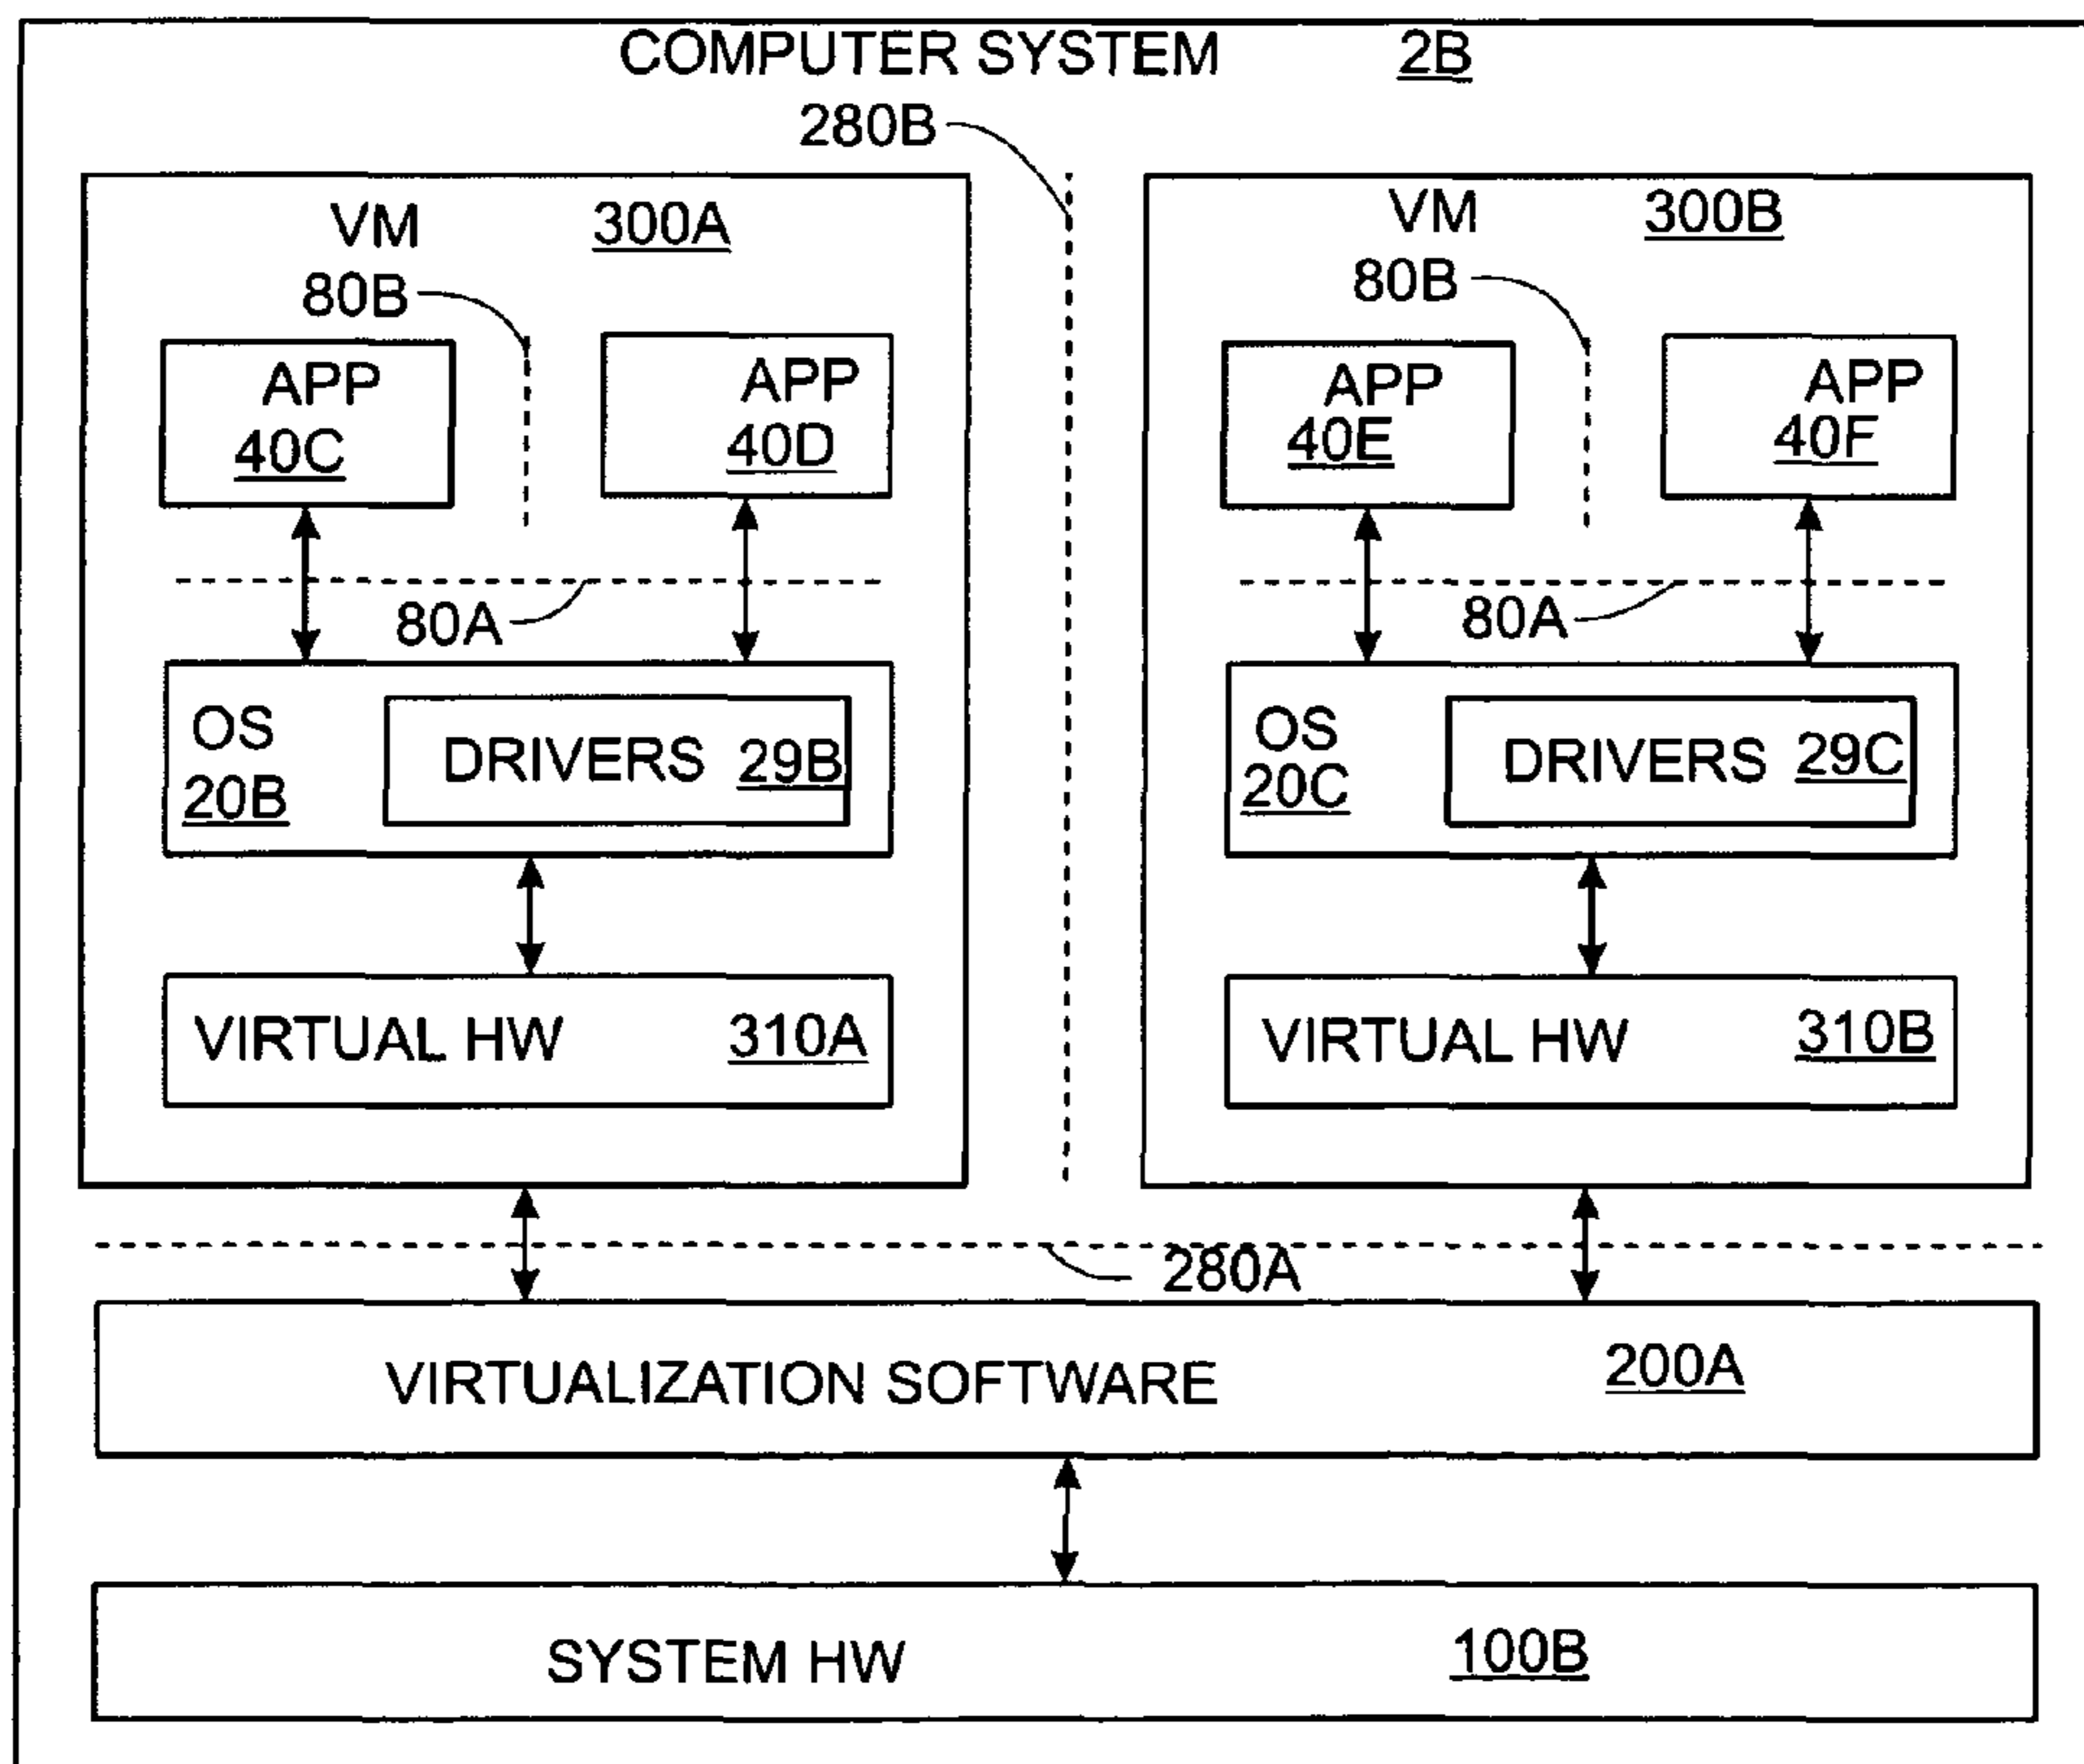 COMPUTER SYSTEM 2B
280B
VM 300A
80B
APP
40C
APP
40D
80A
OS
20B
DRIVERS 29B
VIRTUAL HW 310A
VM 300B
80B
APP
40E
APP
40F
80A
OS
20C
DRIVERS 29C
VIRTUAL HW 310B
280A
VIRTUALIZATION SOFTWARE 200A
SYSTEM HW 100B